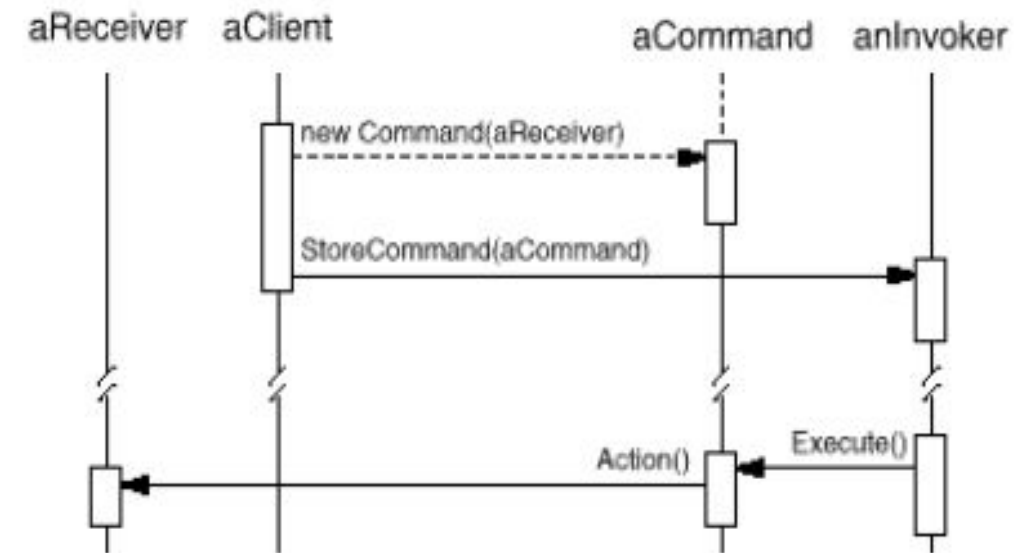 aReceiver aClient aCommand anInvoker
new Command(aReceiver)
StoreCommand(aCommand)
Execute()
Action()